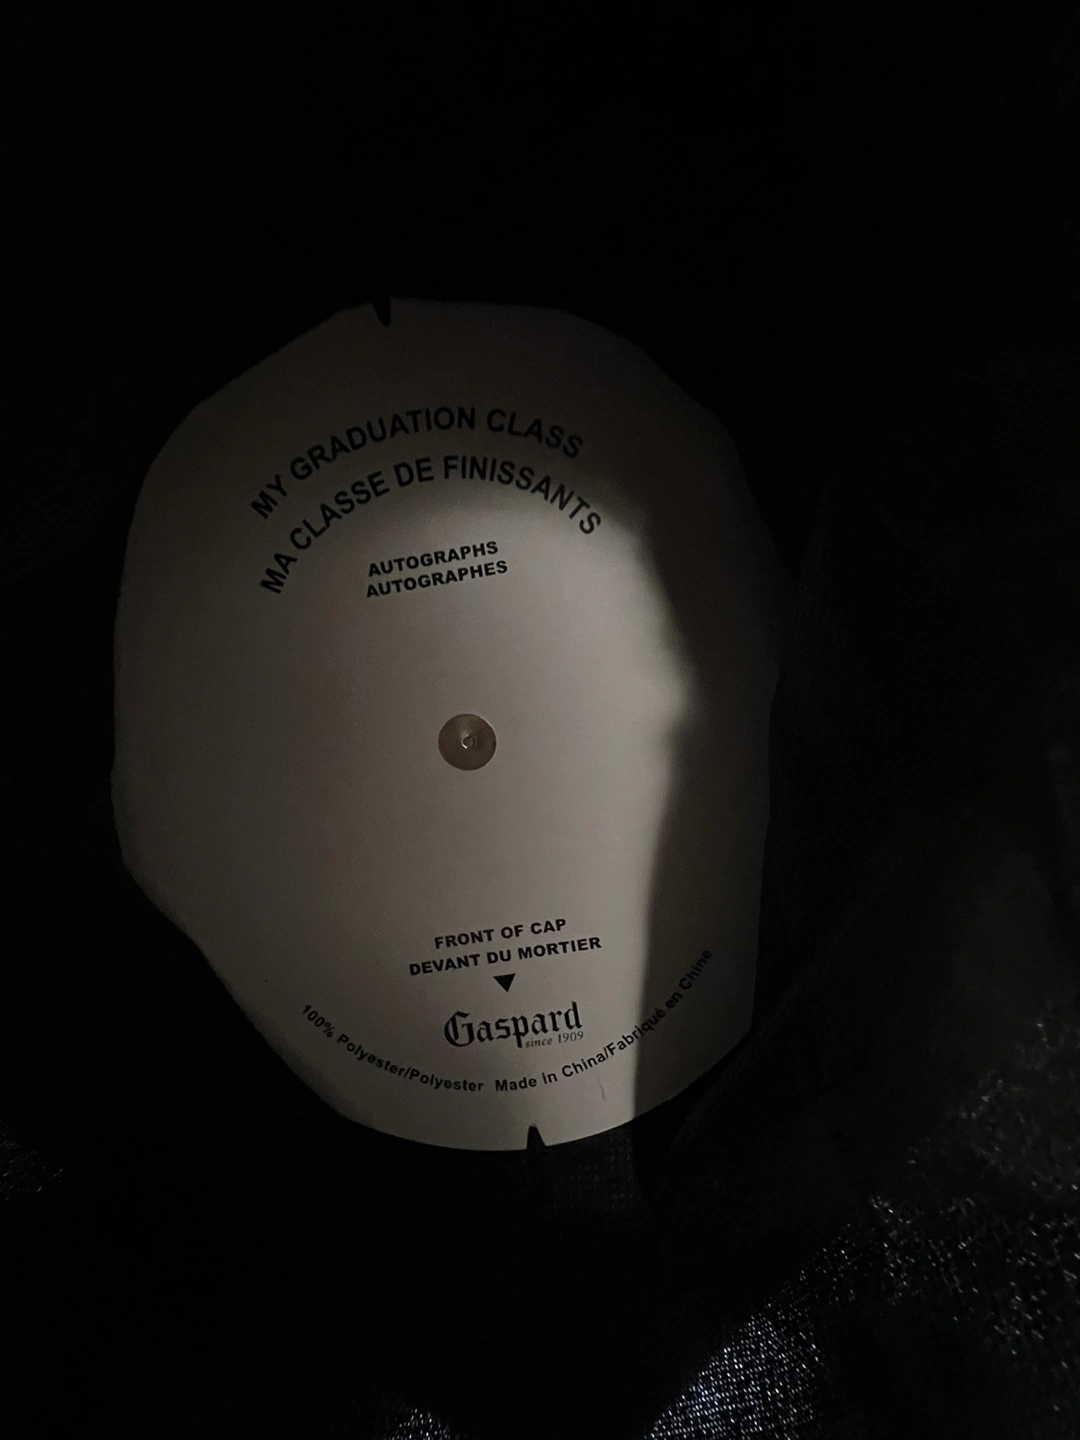 MY GRADUATION CLASS
MA CLASSE DE FINISSANTS
AUTOGRAPHS
AUTOGRAPHES
FRONT OF CAP
DEVANT DU MORTIER
Gaspard
since 1909
100% Polyester/Polyester Made in China/Fabriqué en Chine